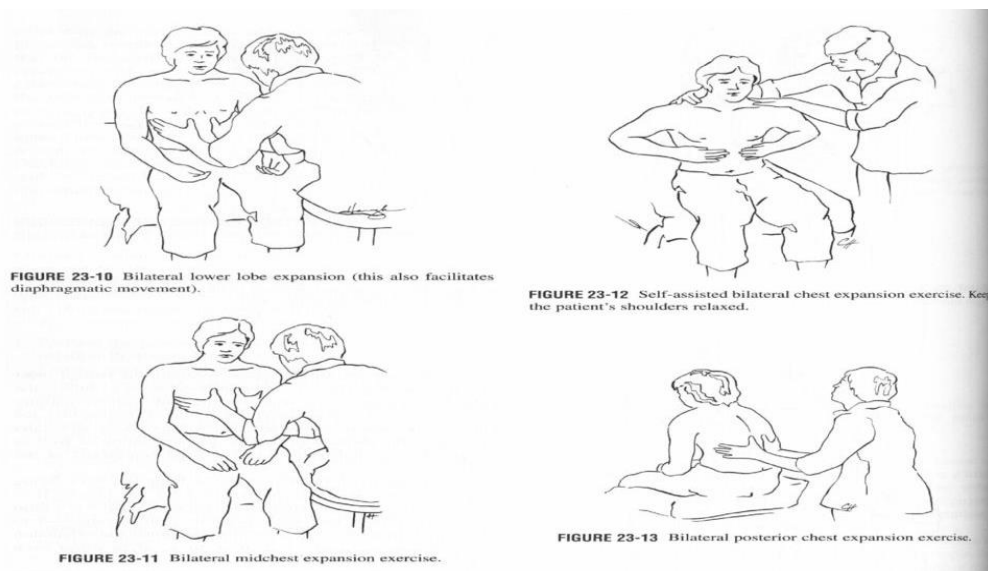 FIGURE 23-10 Bilateral lower lobe expansion (this also facilitates
diaphragmatic movement).
FIGURE 23-11 Bilateral midchest expansion exercise.
FIGURE 23-12 Self-assisted bilateral chest expansion exercise. Keep
the patient's shoulders relaxed.
FIGURE 23-13 Bilateral posterior chest expansion exercise.